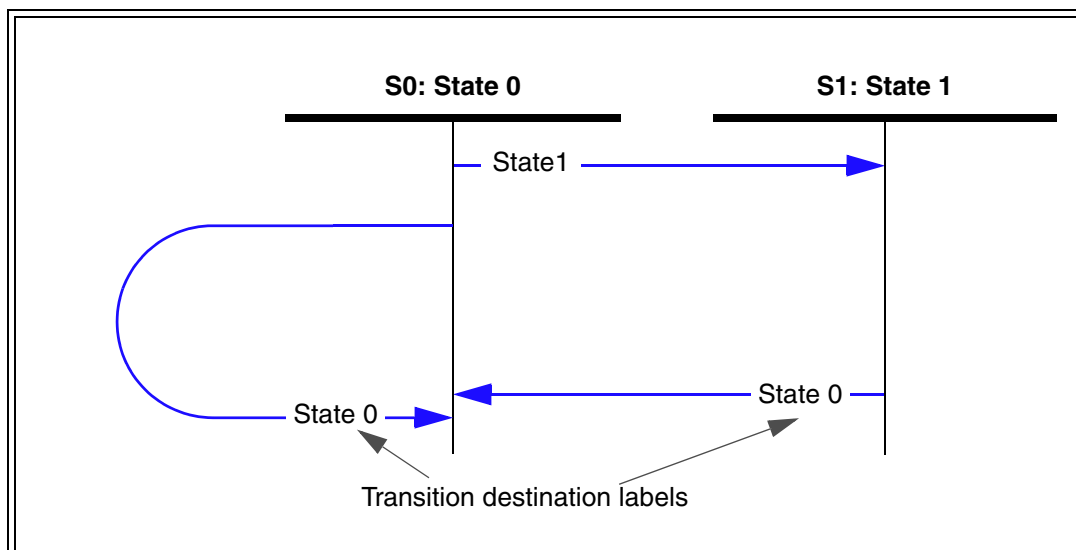 S0: State 0
S1: State 1
State1
State 0
State 0
Transition destination labels